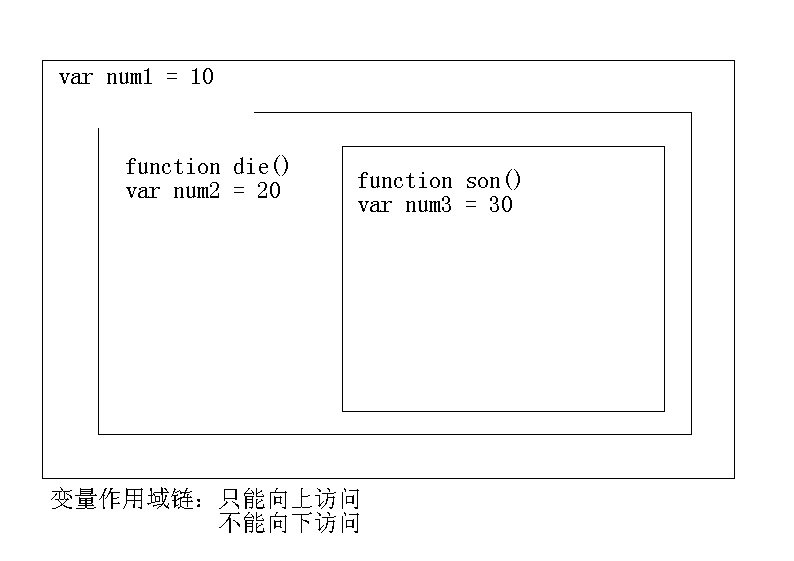 var num1 = 10
function die()
var num2 = 20
function son()
var num3 = 30
变量作用域链：只能向上访问
不能向下访问